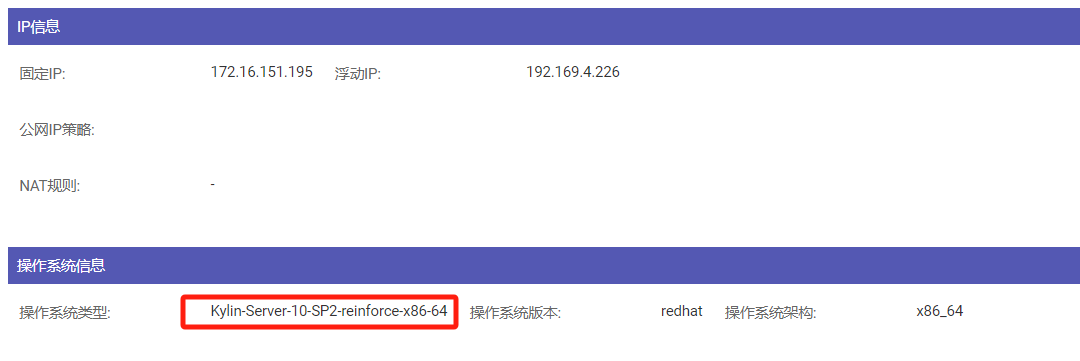 IP信息
固定IP: 172.16.151.195 浮动IP: 192.169.4.226
公网IP策略:
NAT规则: -
操作系统信息
操作系统类型: Kylin-Server-10-SP2-reinforce-x86-64 操作系统版本: redhat 操作系统架构: x86_64